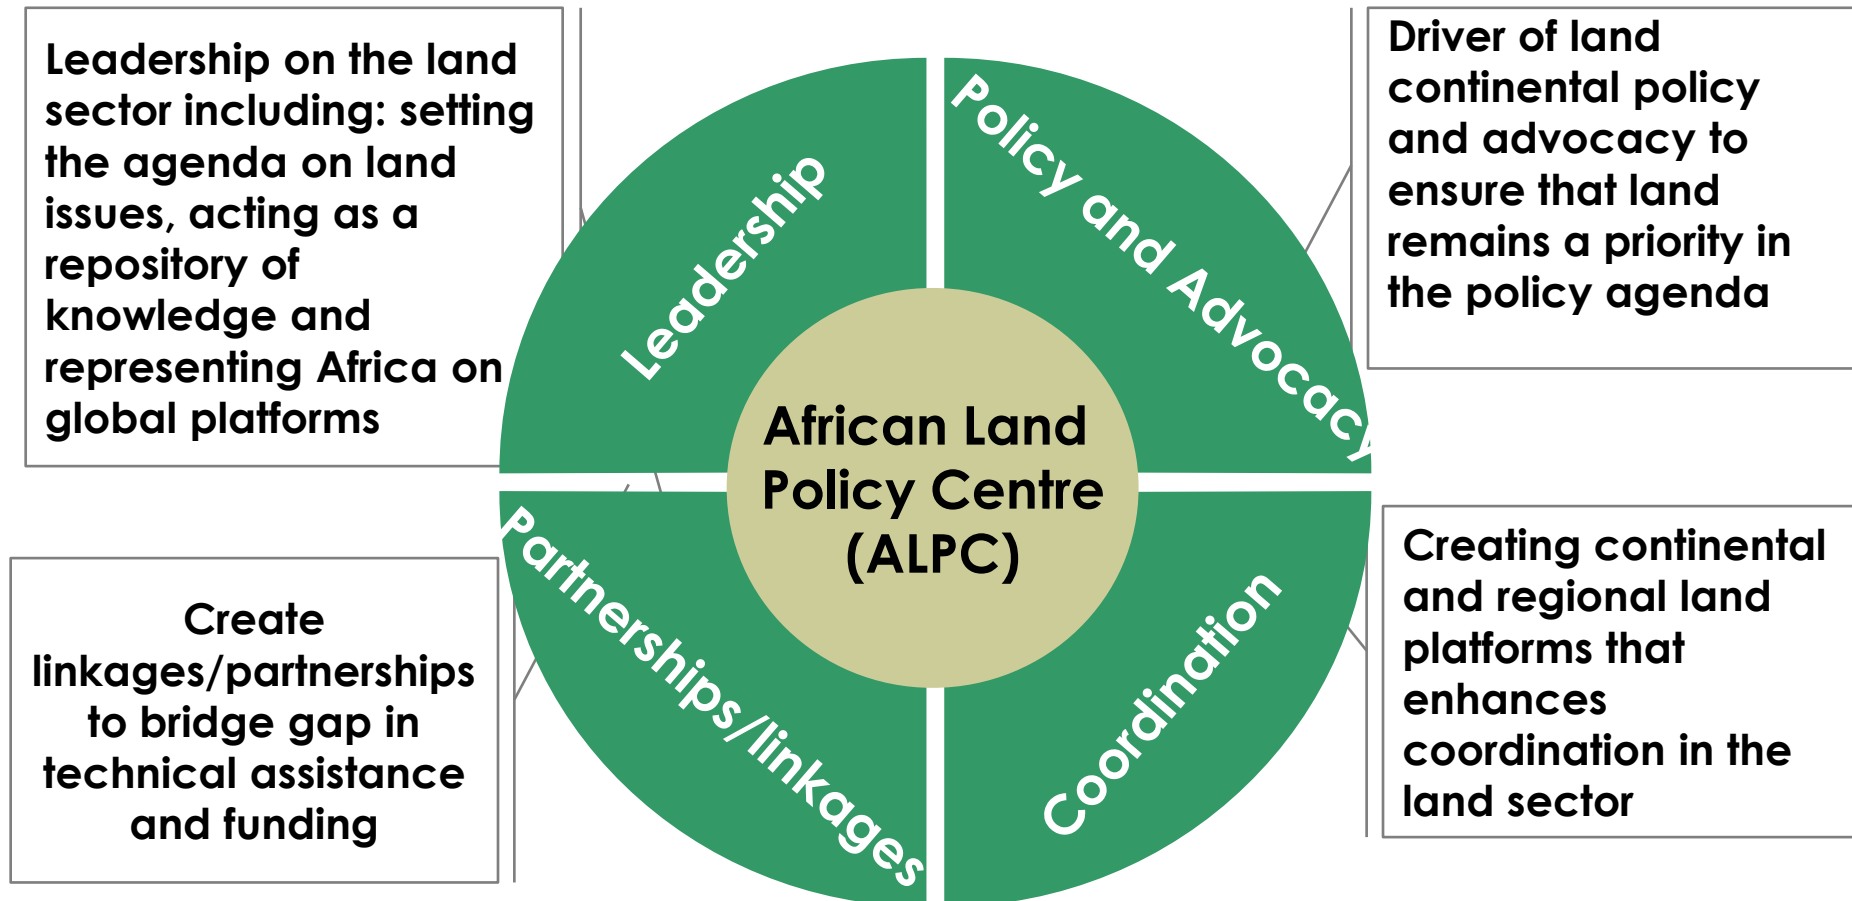 Leadership on the land
sector including: setting
the agenda on land
issues, acting as a
repository of
knowledge and
representing Africa on
global platforms
Leadership
Policy and Advocacy
Driver of land
continental policy
and advocacy to
ensure that land
remains a priority in
the policy agenda
African Land
Policy Centre
(ALPC)
Create
linkages/partnerships
to bridge gap in
technical assistance
and funding
Partnerships/linkages
Coordination
Creating continental
and regional land
platforms that
enhances
coordination in the
land sector